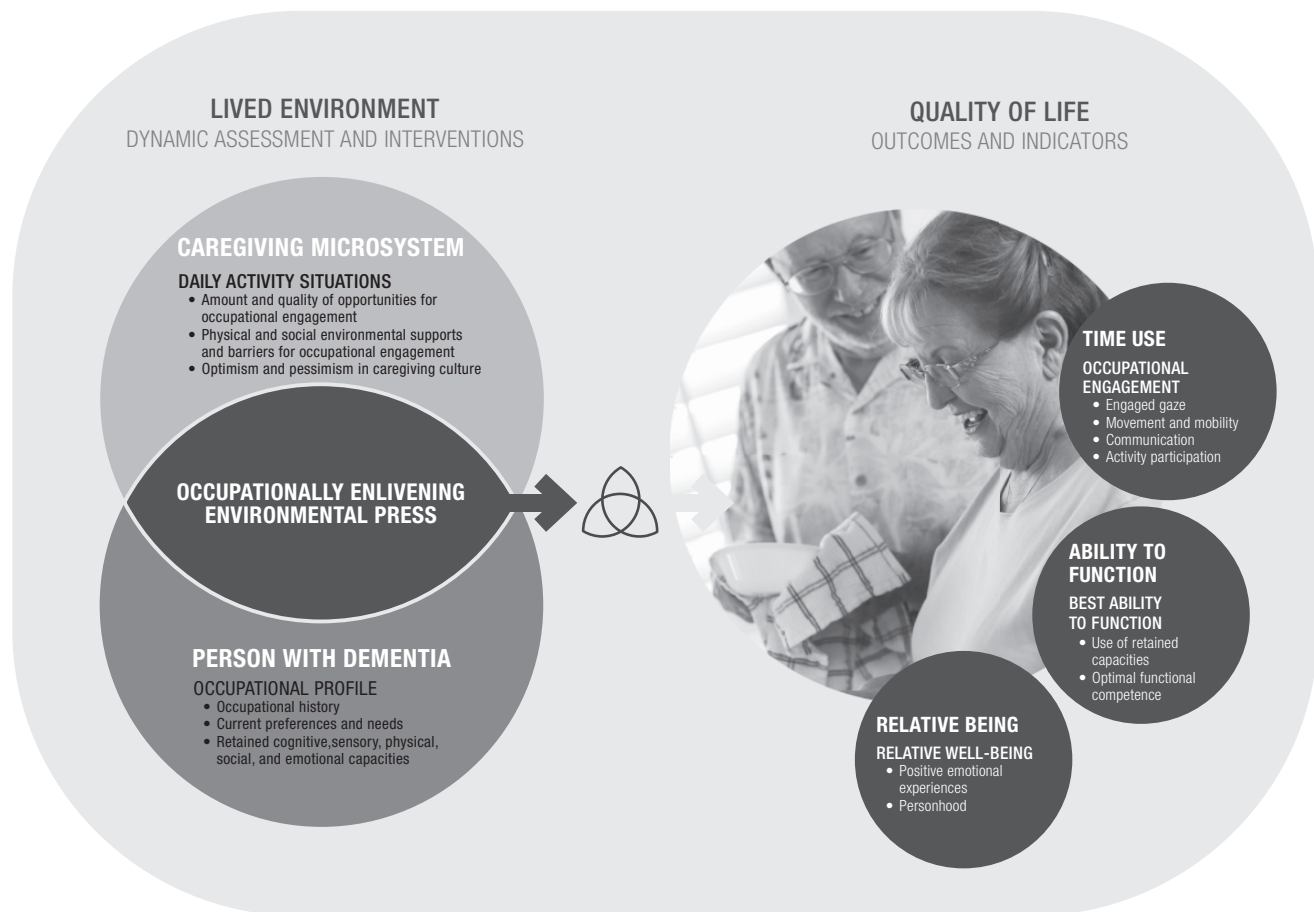 LIVED ENVIRONMENT
DYNAMIC ASSESSMENT AND INTERVENTIONS
CAREGIVING MICROSYSTEM
DAILY ACTIVITY SITUATIONS
• Amount and quality of opportunities for
occupational engagement
• Physical and social environmental supports
and barriers for occupational engagement
• Optimism and pessimism in caregiving culture
OCCUPATIONALLY ENLIVENING
ENVIRONMENTAL PRESS
PERSON WITH DEMENTIA
OCCUPATIONAL PROFILE
• Occupational history
• Current preferences and needs
• Retained cognitive,sensory, physical,
social, and emotional capacities
QUALITY OF LIFE
OUTCOMES AND INDICATORS
TIME USE
OCCUPATIONAL
ENGAGEMENT
• Engaged gaze
• Movement and mobility
• Communication
• Activity participation
ABILITY TO
FUNCTION
BEST ABILITY
TO FUNCTION
• Use of retained
capacities
• Optimal functional
competence
RELATIVE BEING
RELATIVE WELL-BEING
• Positive emotional
experiences
• Personhood